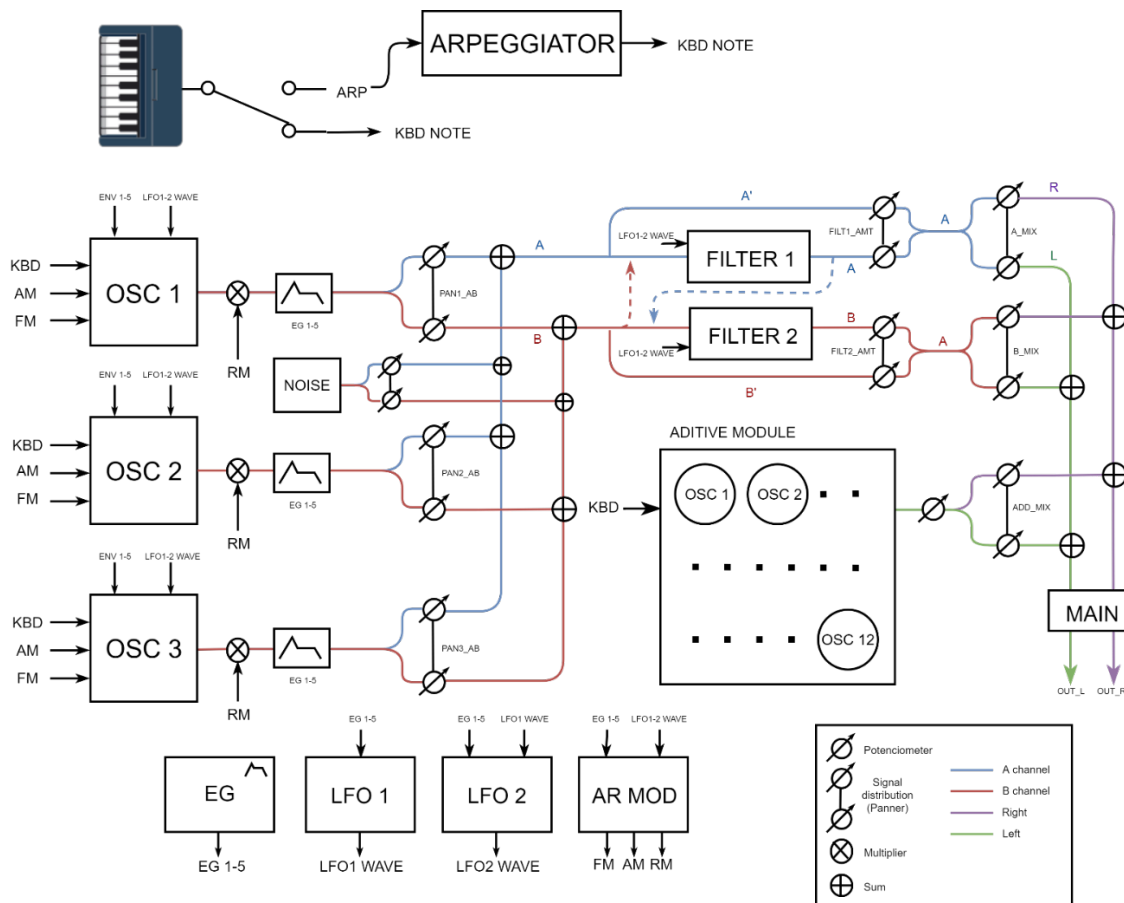 ARPEGGIATOR
KBD NOTE
ARP
KBD NOTE
ENV 1-5
LFO1-2 WAVE
KBD
AM
FM
OSC 1
RM
EG 1-5
PAN1_AB
A
B
A'
LFO1-2 WAVE
FILTER 1
A
FILT1_AMT
A
R
L
A_MIX
LFO1-2 WAVE
FILTER 2
B
B'
FILT2_AMT
A
B_MIX
NOISE
ENV 1-5
LFO1-2 WAVE
KBD
AM
FM
OSC 2
RM
EG 1-5
PAN2_AB
ADITIVE MODULE
KBD
OSC 1
OSC 2
OSC 12
ADD_MIX
MAIN
OUT_L
OUT_R
ENV 1-5
LFO1-2 WAVE
KBD
AM
FM
OSC 3
RM
EG 1-5
PAN3_AB
EG
EG 1-5
EG 1-5
LFO 1
LFO1 WAVE
EG 1-5
LFO1 WAVE
LFO 2
LFO2 WAVE
EG 1-5
LFO1-2 WAVE
AR MOD
FM
AM
RM
Potenciometer
Signal
distribution
(Panner)
Multiplier
Sum
A channel
B channel
Right
Left